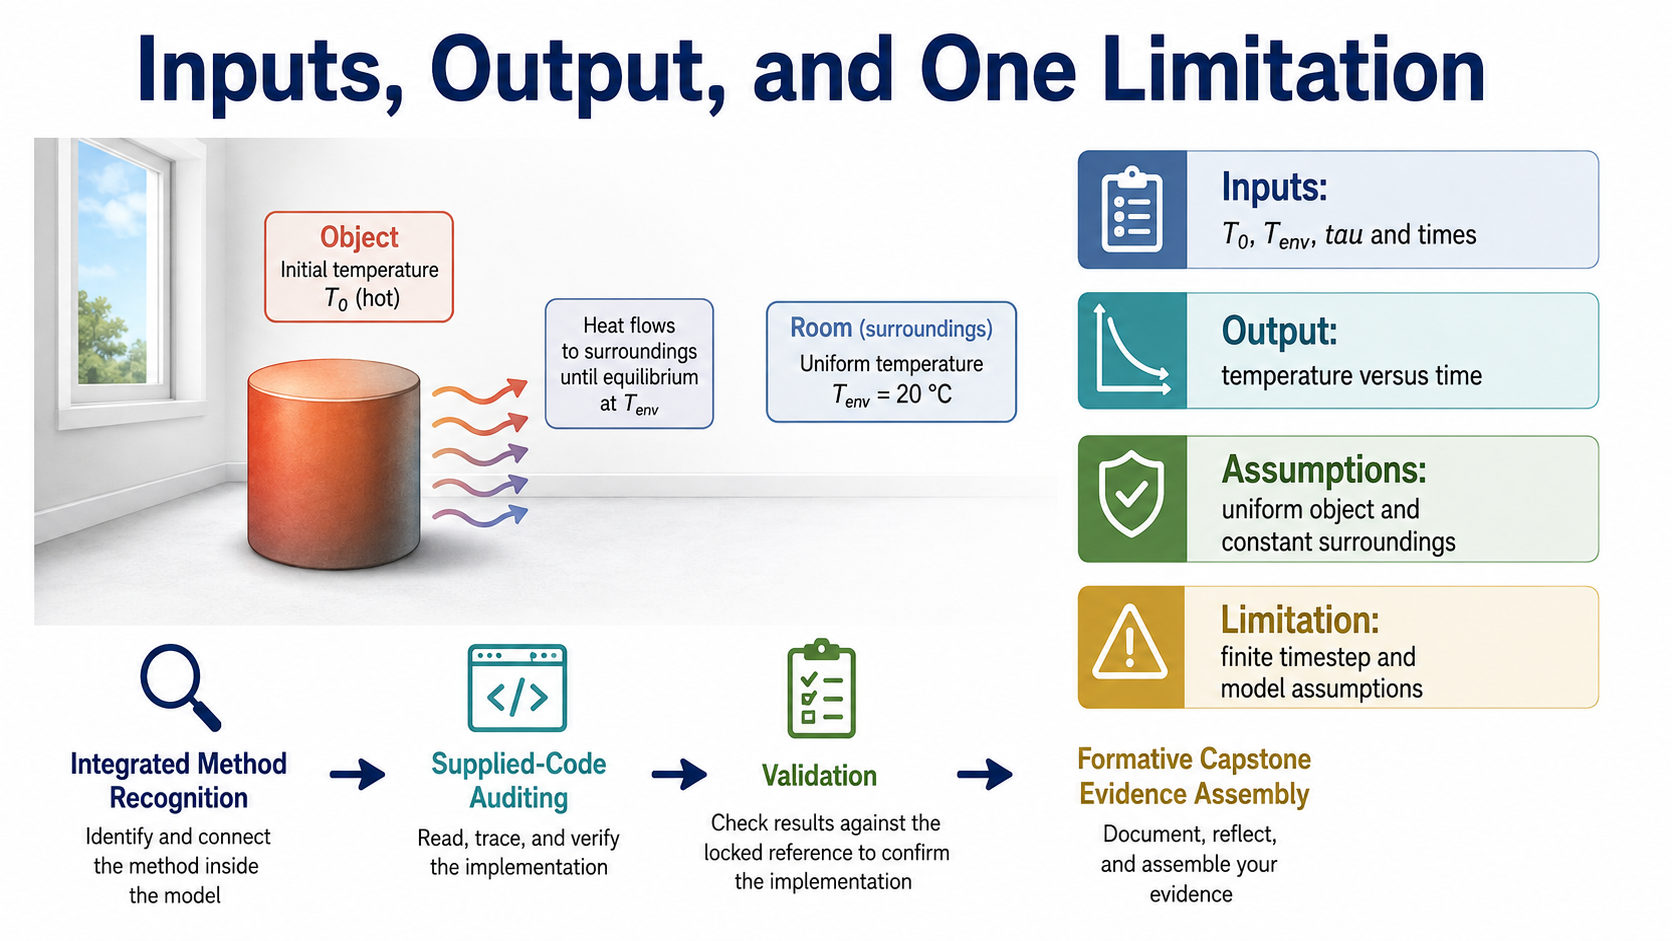 Inputs, Output, and One Limitation
Object
Initial temperature
T0 (hot)
Heat flows
to surroundings
until equilibrium
at Tenv
Room (surroundings)
Uniform temperature
Tenv = 20 °C
Inputs:
T0, Tenv, tau and times
Output:
temperature versus time
Assumptions:
uniform object and
constant surroundings
Limitation:
finite timestep and
model assumptions
Integrated Method
Recognition
Identify and connect
the method inside
the model
</>
Supplied-Code
Auditing
Read, trace, and verify
the implementation
Validation
Check results against the
locked reference to confirm
the implementation
Formative Capstone
Evidence Assembly
Document, reflect,
and assemble your
evidence